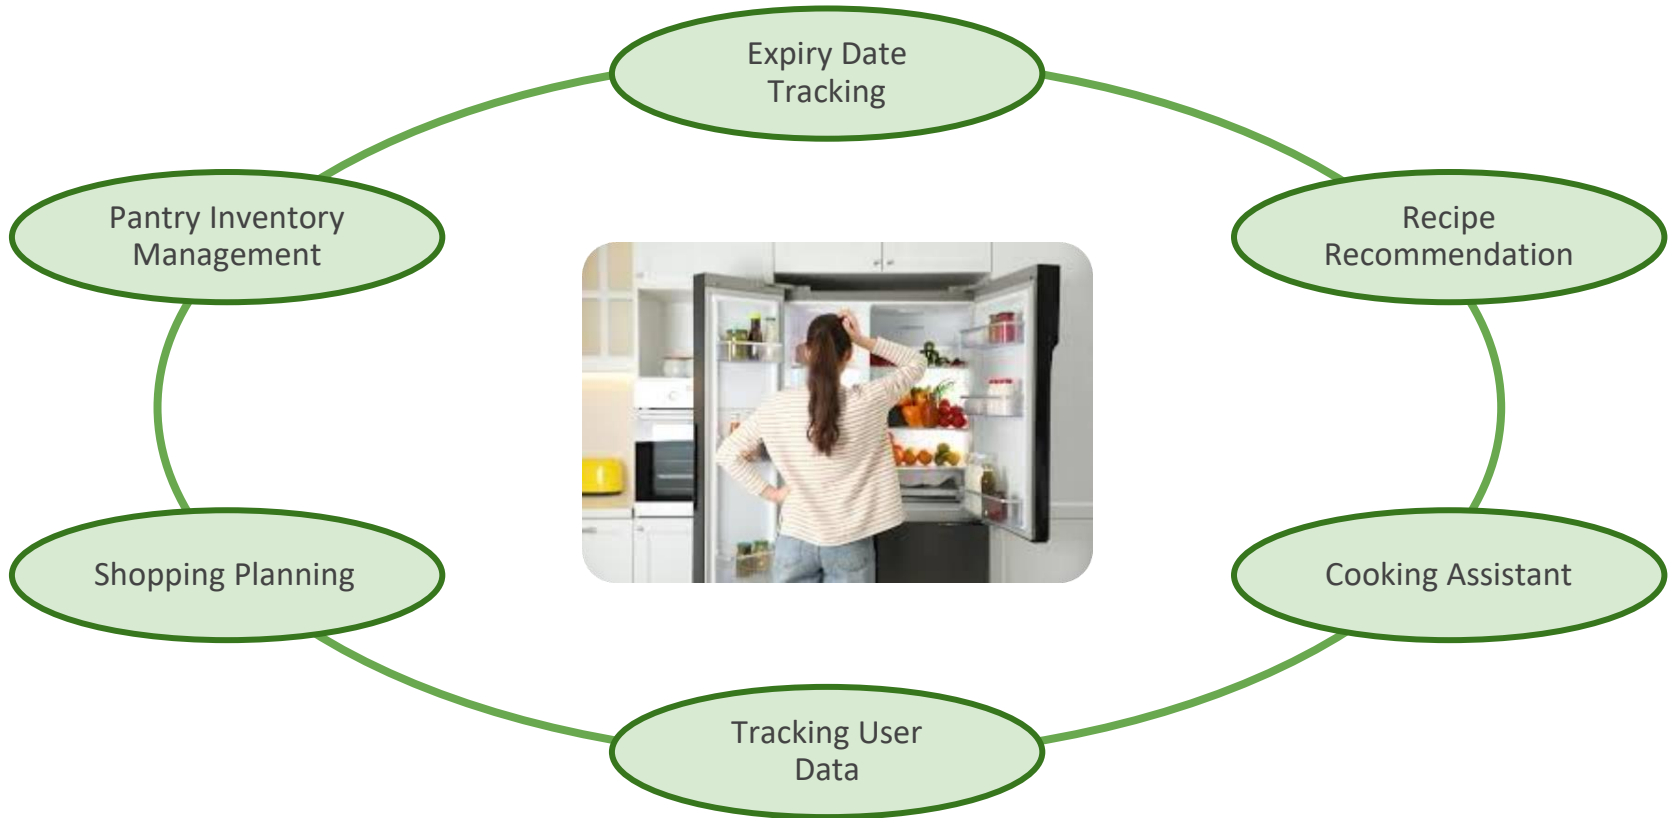 Expiry Date
Tracking
Pantry Inventory
Management
Recipe
Recommendation
Shopping Planning
Cooking Assistant
Tracking User
Data